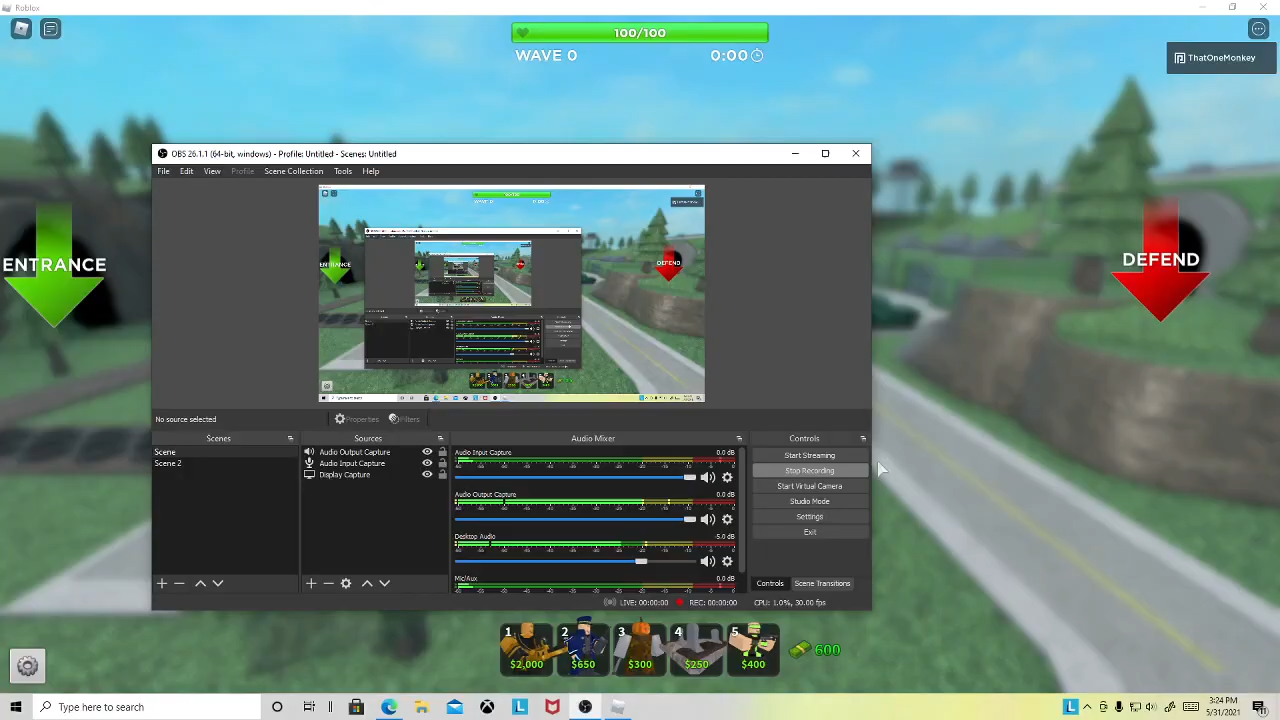 Roblox
100/100
WAVE 0 0:00
ThatOneMonkey
ENTRANCE
DEFEND
OBS 26.1.1 (64-bit, windows) - Profile: Untitled - Scenes: Untitled
File Edit View Profile Scene Collection Tools Help
No source selected Properties Filters
Scenes
Scene
Scene 2
Sources
Audio Output Capture
Audio Input Capture
Display Capture
Audio Mixer
Audio Input Capture 0.0 dB
Audio Output Capture 0.0 dB
Desktop Audio -5.0 dB
Mic/Aux 0.0 dB
Controls
Start Streaming
Stop Recording
Start Virtual Camera
Studio Mode
Settings
Exit
Controls Scene Transitions
LIVE: 00:00:00 REC: 00:00:00 CPU: 1.0%, 30.00 fps
1 2 3 4 5
$2,000 $650 $300 $250 $400 600
Type here to search
3:24 PM
5/31/2021